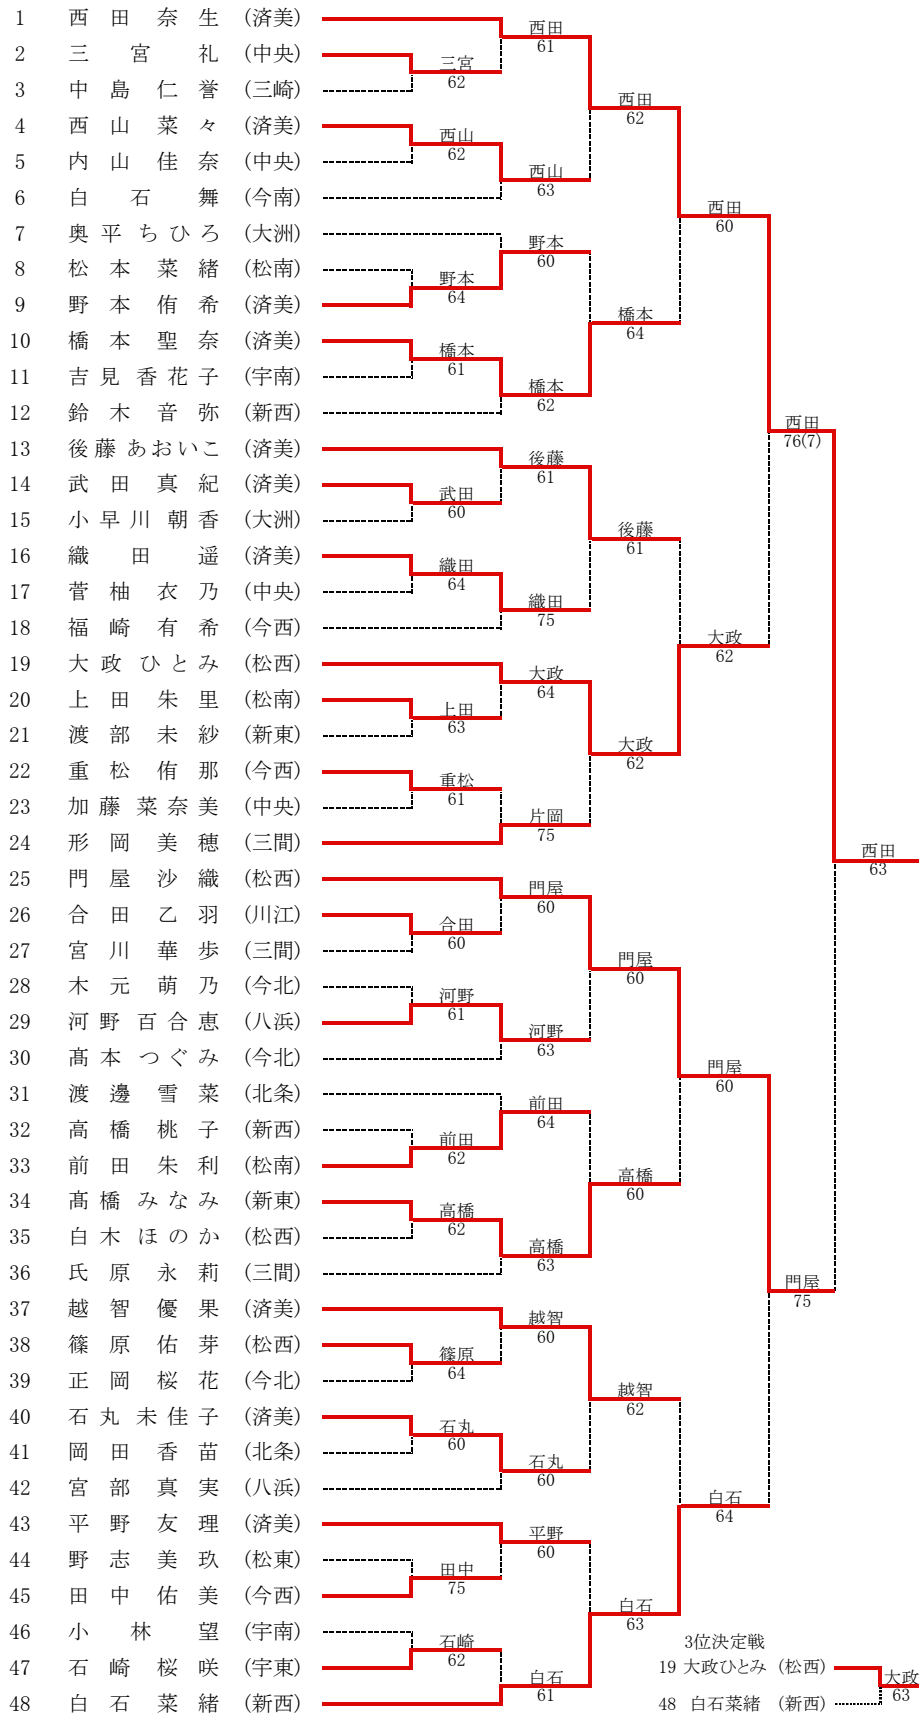 1 西田奈生 (済美)
西田
61
2 三宮礼 (中央)
三宮
62
3 中島仁誉 (三崎)
西田
62
4 西山菜々 (済美)
西山
62
5 内山佳奈 (中央)
西山
63
6 白石舞 (今南)
西田
60
7 奥平ちひろ (大洲)
野本
60
8 松本菜緒 (松南)
野本
64
9 野本侑希 (済美)
橋本
64
10 橋本聖奈 (済美)
橋本
61
11 吉見香花子 (宇南)
橋本
62
12 鈴木音弥 (新西)
西田
76(7)
13 後藤あおいこ (済美)
後藤
61
14 武田真紀 (済美)
武田
60
15 小早川朝香 (大洲)
後藤
61
16 織田遥 (済美)
織田
64
17 菅柚衣乃 (中央)
織田
75
18 福崎有希 (今西)
大政
62
19 大政ひとみ (松西)
大政
64
20 上田朱里 (松南)
上田
63
21 渡部未紗 (新東)
大政
62
22 重松侑那 (今西)
重松
61
23 加藤菜奈美 (中央)
片岡
75
24 形岡美穂 (三間)
西田
63
25 門屋沙織 (松西)
門屋
60
26 合田乙羽 (川江)
合田
60
27 宮川華歩 (三間)
門屋
60
28 木元萌乃 (今北)
河野
61
29 河野百合恵 (八浜)
河野
63
30 髙本つぐみ (今北)
門屋
60
31 渡邊雪菜 (北条)
前田
64
32 高橋桃子 (新西)
前田
62
33 前田朱利 (松南)
高橋
60
34 髙橋みなみ (新東)
高橋
62
35 白木ほのか (松西)
高橋
63
36 氏原永莉 (三間)
門屋
75
37 越智優果 (済美)
越智
60
38 篠原佑芽 (松西)
篠原
64
39 正岡桜花 (今北)
越智
62
40 石丸未佳子 (済美)
石丸
60
41 岡田香苗 (北条)
石丸
60
42 宮部真実 (八浜)
白石
64
43 平野友理 (済美)
平野
60
44 野志美玖 (松東)
田中
75
45 田中佑美 (今西)
白石
63
46 小林望 (宇南)
石崎
62
47 石崎桜咲 (宇東)
白石
61
48 白石菜緒 (新西)
3位決定戦
19 大政ひとみ (松西)
大政
63
48 白石菜緒 (新西)